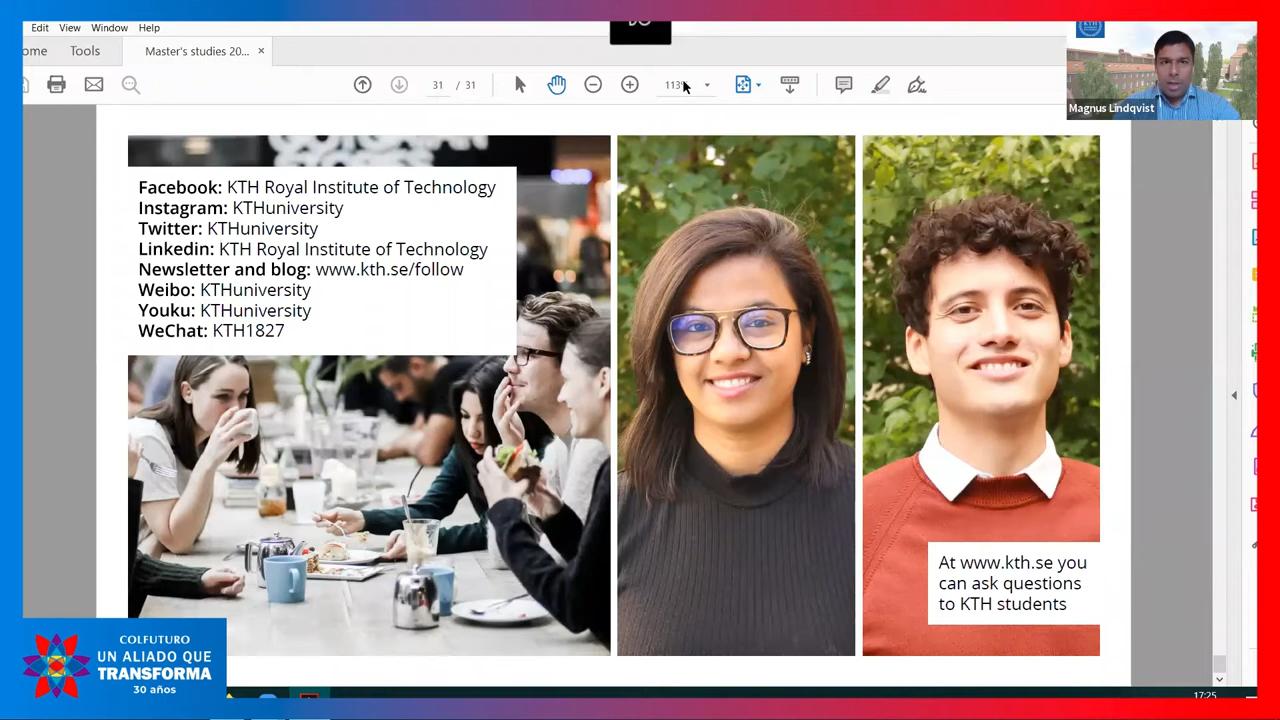 Edit View Window Help
ome Tools Master's studies 20... ×
31 / 31 113%
Magnus Lindqvist
Facebook: KTH Royal Institute of Technology
Instagram: KTHuniversity
Twitter: KTHuniversity
Linkedin: KTH Royal Institute of Technology
Newsletter and blog: www.kth.se/follow
Weibo: KTHuniversity
Youku: KTHuniversity
WeChat: KTH1827
At www.kth.se you
can ask questions
to KTH students
COLFUTURO
UN ALIADO QUE
TRANSFORMA
30 años
17:25